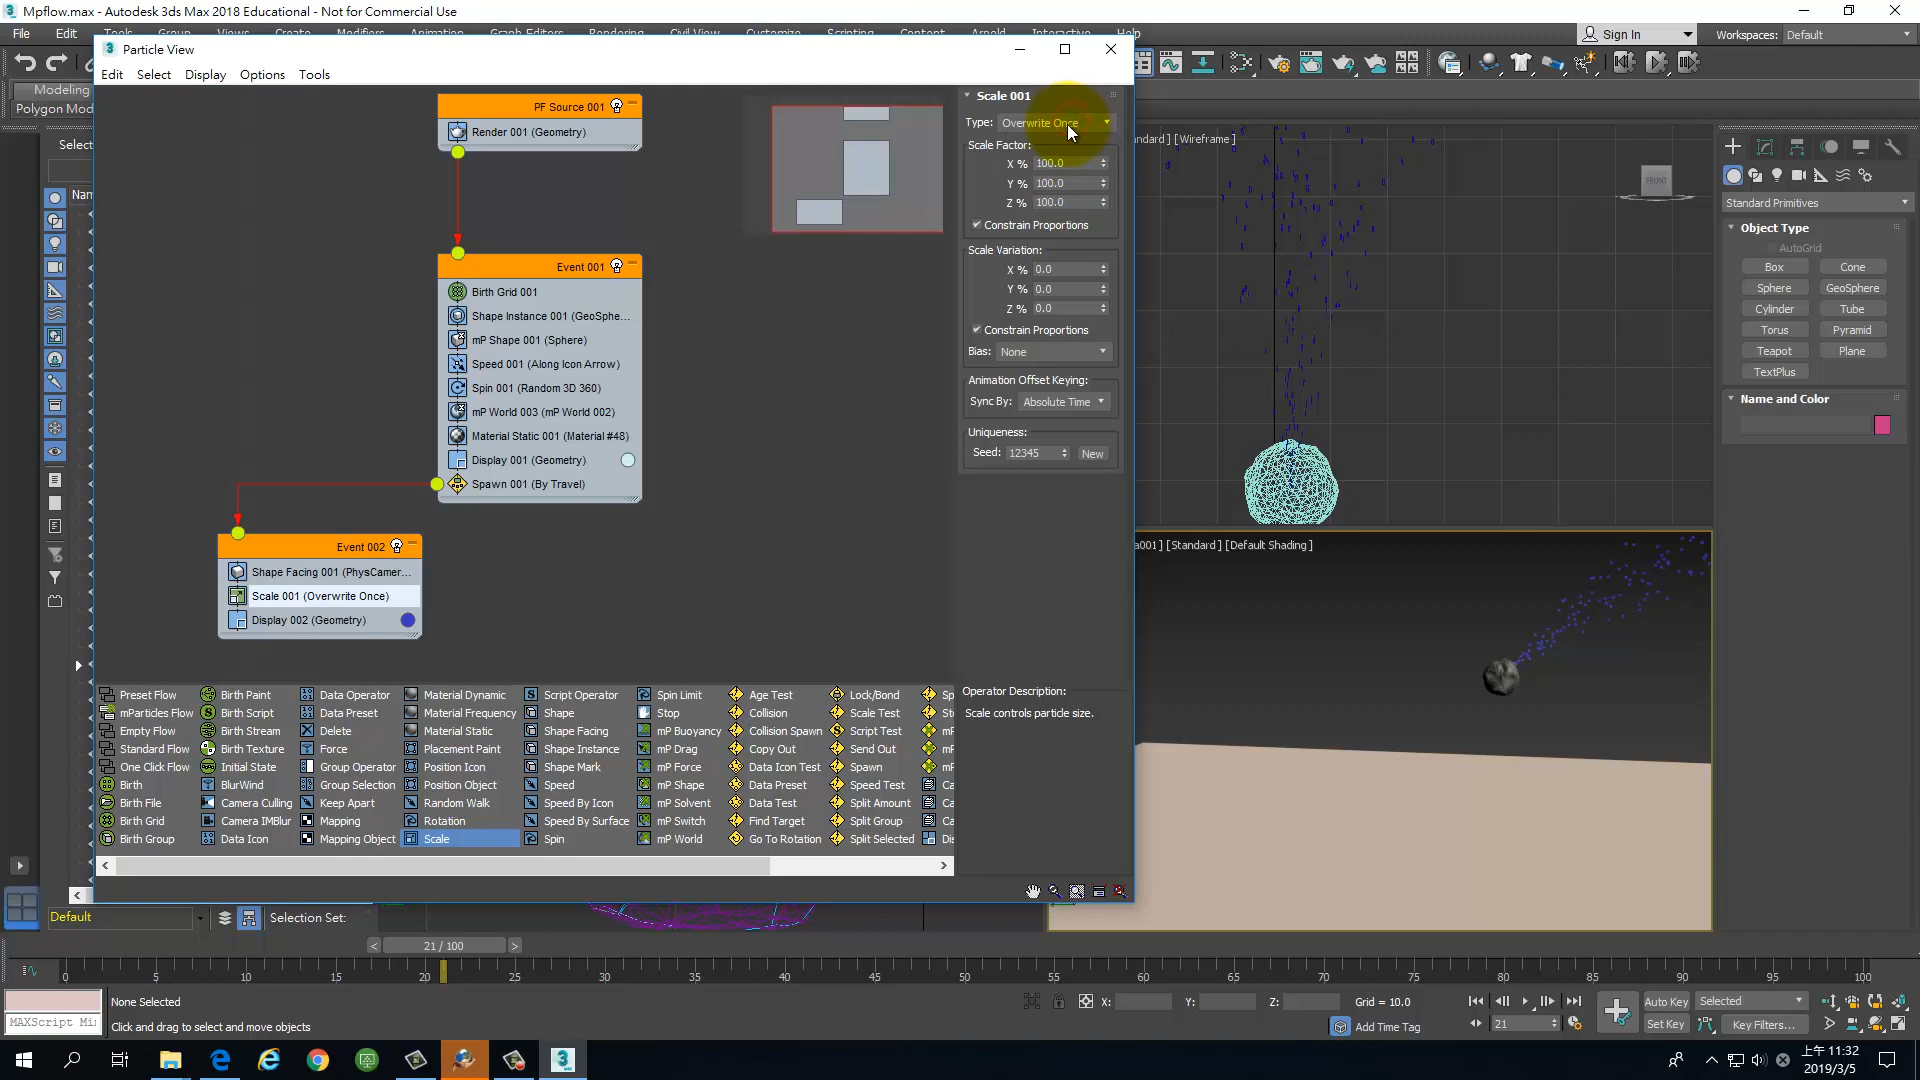 Mpflow.max - Autodesk 3ds Max 2018 Educational - Not for Commercial Use
File Edit
Sign In Workspaces: Default
Particle View
Edit Select Display Options Tools
Modeling
Polygon Mod
Select
Nam
PF Source 001
Render 001 (Geometry)
Event 001
Birth Grid 001
Shape Instance 001 (GeoSphe...
mP Shape 001 (Sphere)
Speed 001 (Along Icon Arrow)
Spin 001 (Random 3D 360)
mP World 003 (mP World 002)
Material Static 001 (Material #48)
Display 001 (Geometry)
Spawn 001 (By Travel)
Event 002
Shape Facing 001 (PhysCamer...
Scale 001 (Overwrite Once)
Display 002 (Geometry)
Scale 001
Type: Overwrite Once
Scale Factor:
X % 100.0
Y % 100.0
Z % 100.0
Constrain Proportions
Scale Variation:
X % 0.0
Y % 0.0
Z % 0.0
Constrain Proportions
Bias: None
Animation Offset Keying:
Sync By: Absolute Time
Uniqueness:
Seed: 12345 New
Operator Description:
Scale controls particle size.
Preset Flow Birth Paint Data Operator Material Dynamic Script Operator Spin Limit Age Test Lock/Bond Sp
mParticles Flow Birth Script Data Preset Material Frequency Shape Stop Collision Scale Test Sto
Empty Flow Birth Stream Delete Material Static Shape Facing mP Buoyancy Collision Spawn Script Test mP
Standard Flow Birth Texture Force Placement Paint Shape Instance mP Drag Copy Out Send Out mP
One Click Flow Initial State Group Operator Position Icon Shape Mark mP Force Data Icon Test Spawn mP
Birth BlurWind Group Selection Position Object Speed mP Shape Data Preset Speed Test Ca
Birth File Camera Culling Keep Apart Random Walk Speed By Icon mP Solvent Data Test Split Amount Ca
Birth Grid Camera IMBlur Mapping Rotation Speed By Surface mP Switch Find Target Split Group Ca
Birth Group Data Icon Mapping Object Scale Spin mP World Go To Rotation Split Selected Dis
ndard ] [Wireframe ]
FRONT
a001 ] [Standard ] [Default Shading ]
Standard Primitives
Object Type
AutoGrid
Box Cone
Sphere GeoSphere
Cylinder Tube
Torus Pyramid
Teapot Plane
TextPlus
Name and Color
Default Selection Set:
21 / 100
0 5 10 15 20 25 30 35 40 45 50 55 60 65 70 75 80 85 90 95 100
None Selected X: Y: Z: Grid = 10.0 Auto Key Selected
MAXScript Mi Click and drag to select and move objects Add Time Tag 21 Set Key Key Filters...
上午 11:32
2019/3/5